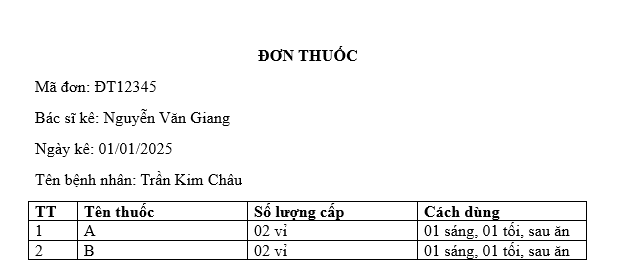 ĐƠN THUỐC
Mã đơn: ĐT12345
Bác sĩ kê: Nguyễn Văn Giang
Ngày kê: 01/01/2025
Tên bệnh nhân: Trần Kim Châu
TT Tên thuốc Số lượng cấp Cách dùng
1 A 02 vỉ 01 sáng, 01 tối, sau ăn
2 B 02 vỉ 01 sáng, 01 tối, sau ăn